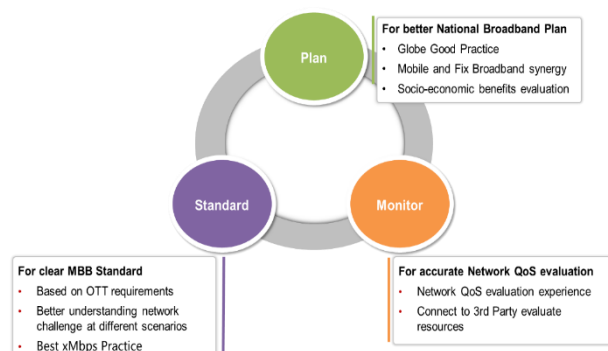 Plan
For better National Broadband Plan
• Globe Good Practice
• Mobile and Fix Broadband synergy
• Socio-economic benefits evaluation
Standard
Monitor
For clear MBB Standard
• Based on OTT requirements
• Better understanding network
challenge at different scenarios
• Best xMbps Practice
For accurate Network QoS evaluation
• Network QoS evaluation experience
• Connect to 3rd Party evaluate
resources